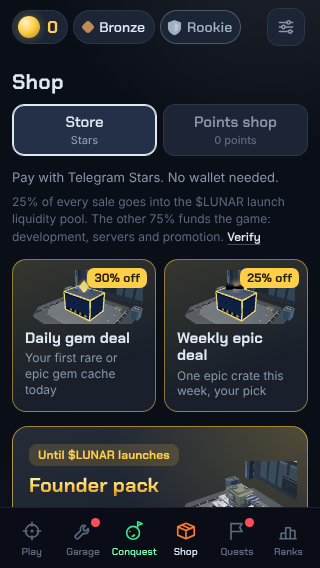 0
Bronze
Rookie
Shop
Store
Stars
Points shop
0 points
Pay with Telegram Stars. No wallet needed.
25% of every sale goes into the $LUNAR launch
liquidity pool. The other 75% funds the game:
development, servers and promotion. Verify
30% off
Daily gem deal
Your first rare or
epic gem cache
today
25% off
Weekly epic
deal
One epic crate this
week, your pick
Until $LUNAR launches
Founder pack
Play
Garage
Conquest
Shop
Quests
Ranks